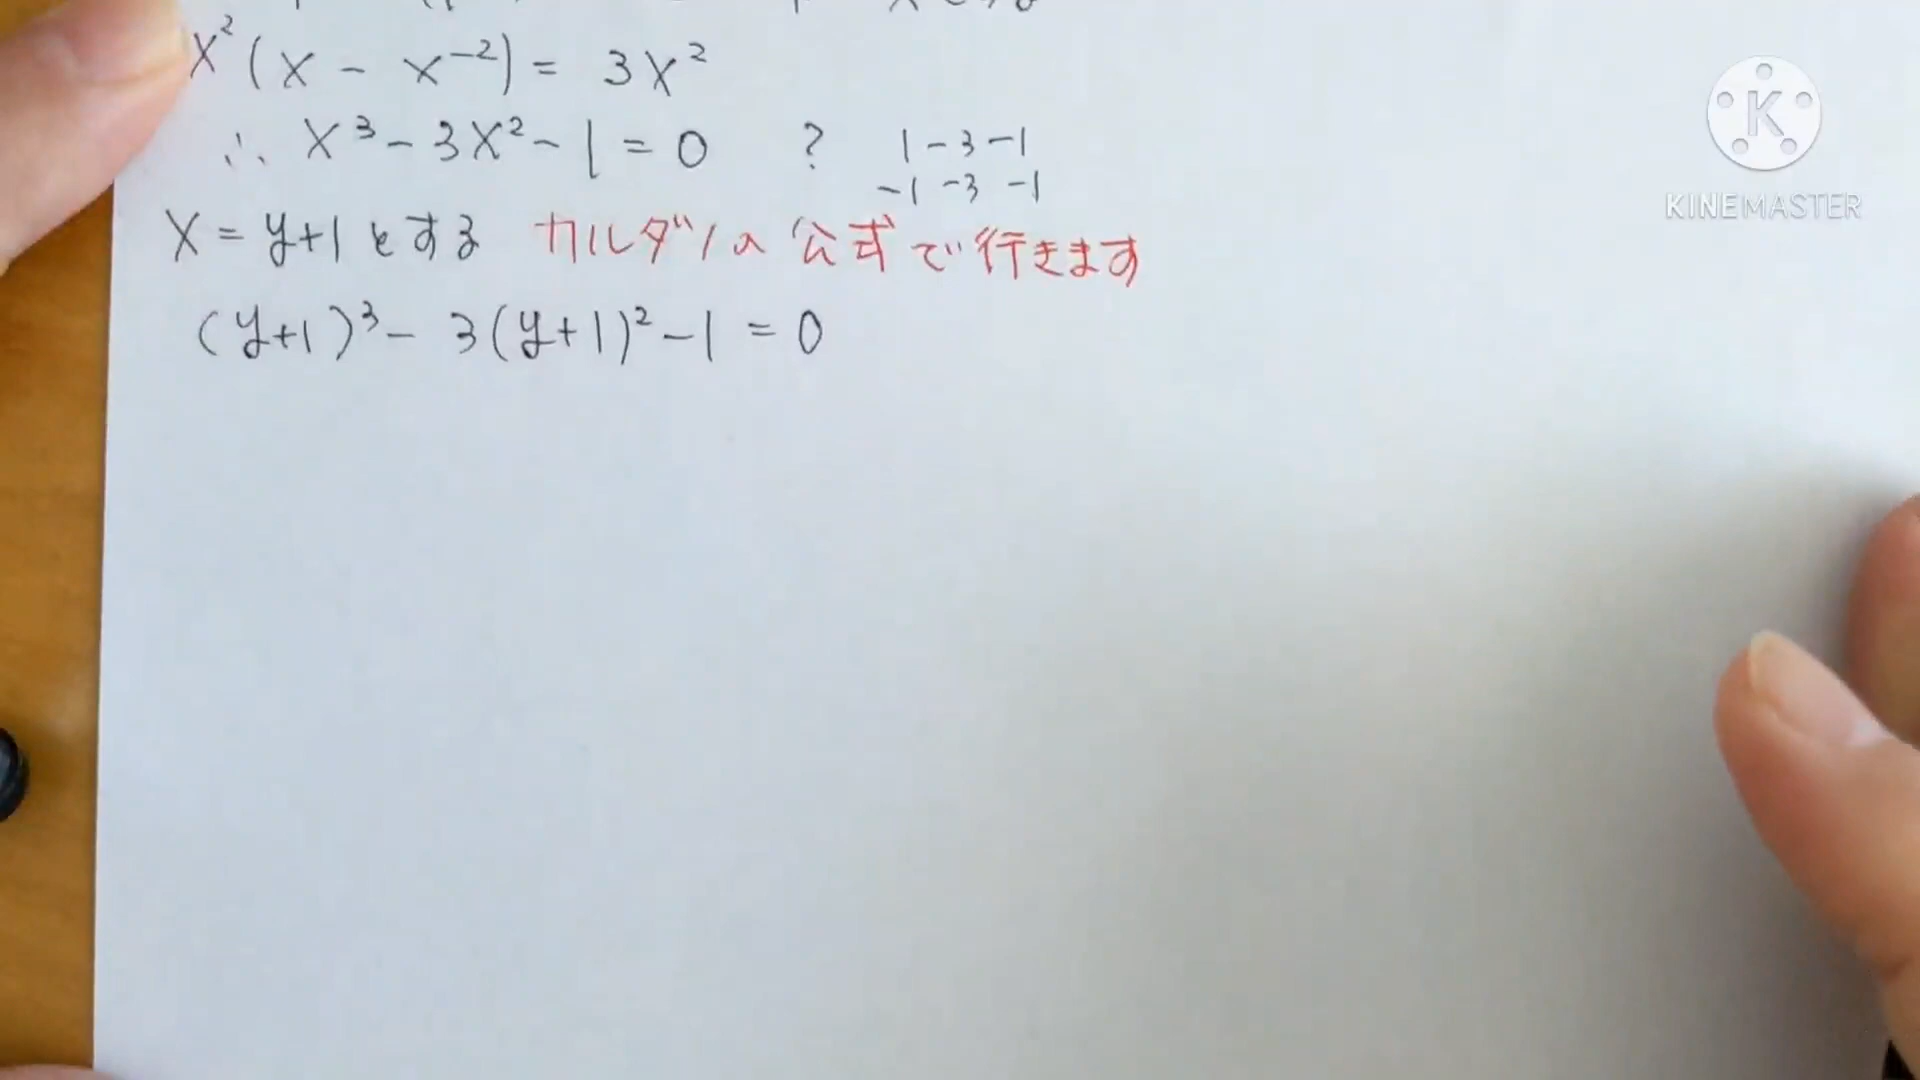 x²(x - x⁻²) = 3x²
∴ x³ - 3x² - 1 = 0 ? 1 - 3 - 1
-1 -3 -1
x = y+1 とする カルダノの公式で行きます
(y+1)³ - 3(y+1)² - 1 = 0
K
KINEMASTER